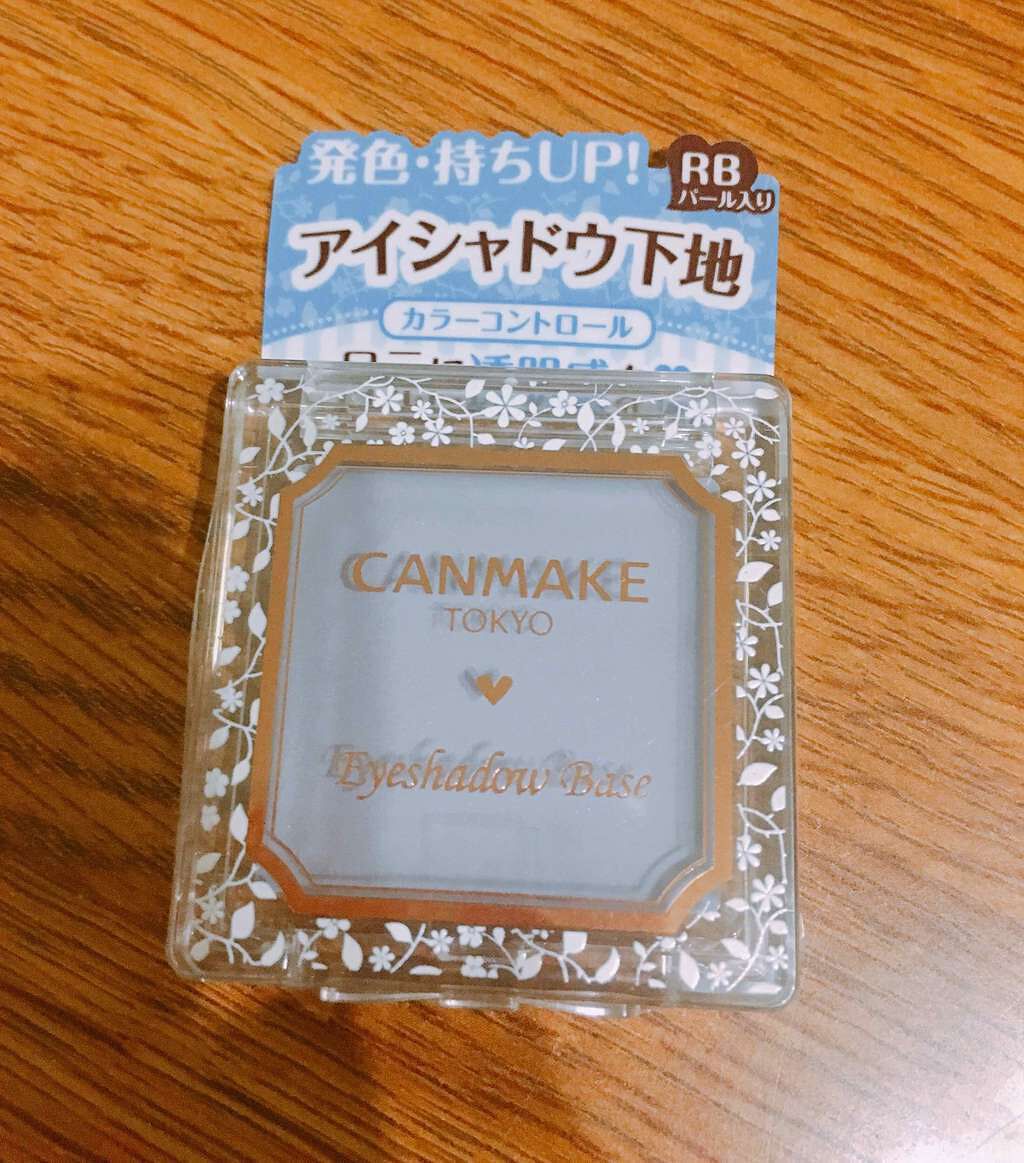 発色・持ちUP!
RB
パール入り
アイシャドウ下地
カラーコントロール
CANMAKE
TOKYO
Eyeshadow Base